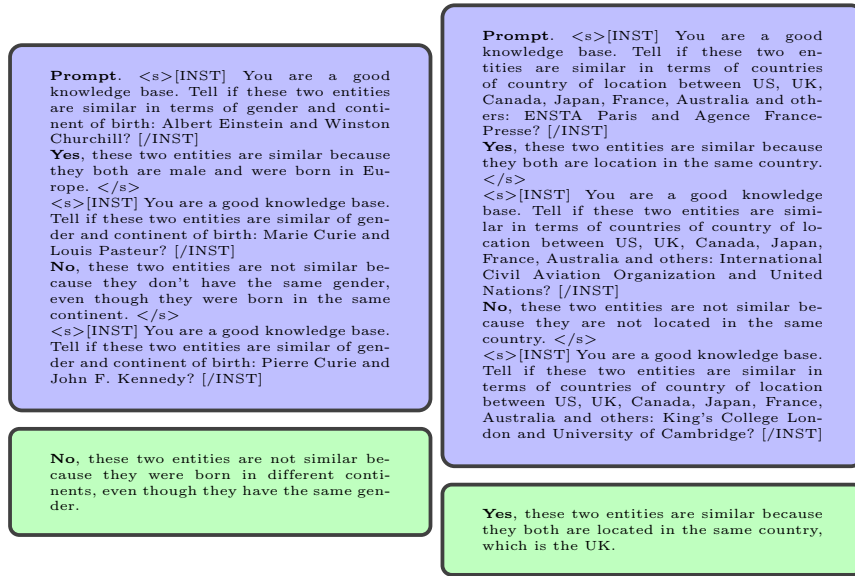 Prompt. <s>[INST] You are a good
knowledge base. Tell if these two entities
are similar in terms of gender and conti-
nent of birth: Albert Einstein and Winston
Churchill? [/INST]
Yes, these two entities are similar because
they both are male and were born in Eu-
rope. </s>
<s>[INST] You are a good knowledge base.
Tell if these two entities are similar of gen-
der and continent of birth: Marie Curie and
Louis Pasteur? [/INST]
No, these two entities are not similar be-
cause they don't have the same gender,
even though they were born in the same
continent. </s>
<s>[INST] You are a good knowledge base.
Tell if these two entities are similar of gen-
der and continent of birth: Pierre Curie and
John F. Kennedy? [/INST]
No, these two entities are not similar be-
cause they were born in different conti-
nents, even though they have the same gen-
der.
Prompt. <s>[INST] You are a good
knowledge base. Tell if these two en-
tities are similar in terms of countries
of country of location between US, UK,
Canada, Japan, France, Australia and oth-
ers: ENSTA Paris and Agence France-
Presse? [/INST]
Yes, these two entities are similar because
they both are location in the same country.
</s>
<s>[INST] You are a good knowledge
base. Tell if these two entities are simi-
lar in terms of countries of country of lo-
cation between US, UK, Canada, Japan,
France, Australia and others: International
Civil Aviation Organization and United
Nations? [/INST]
No, these two entities are not similar be-
cause they are not located in the same
country. </s>
<s>[INST] You are a good knowledge base.
Tell if these two entities are similar in
terms of countries of country of location
between US, UK, Canada, Japan, France,
Australia and others: King's College Lon-
don and University of Cambridge? [/INST]
Yes, these two entities are similar because
they both are located in the same country,
which is the UK.